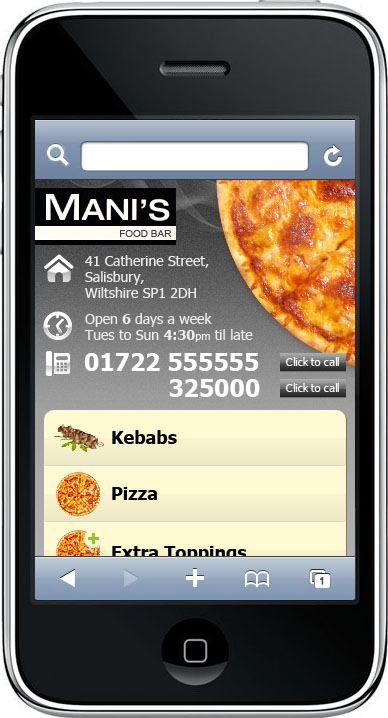 MANI'S
FOOD BAR
41 Catherine Street,
Salisbury,
Wiltshire SP1 2DH
Open 6 days a week
Tues to Sun 4:30pm til late
01722 555555 Click to call
325000 Click to call
Kebabs
Pizza
Extra Toppings
1